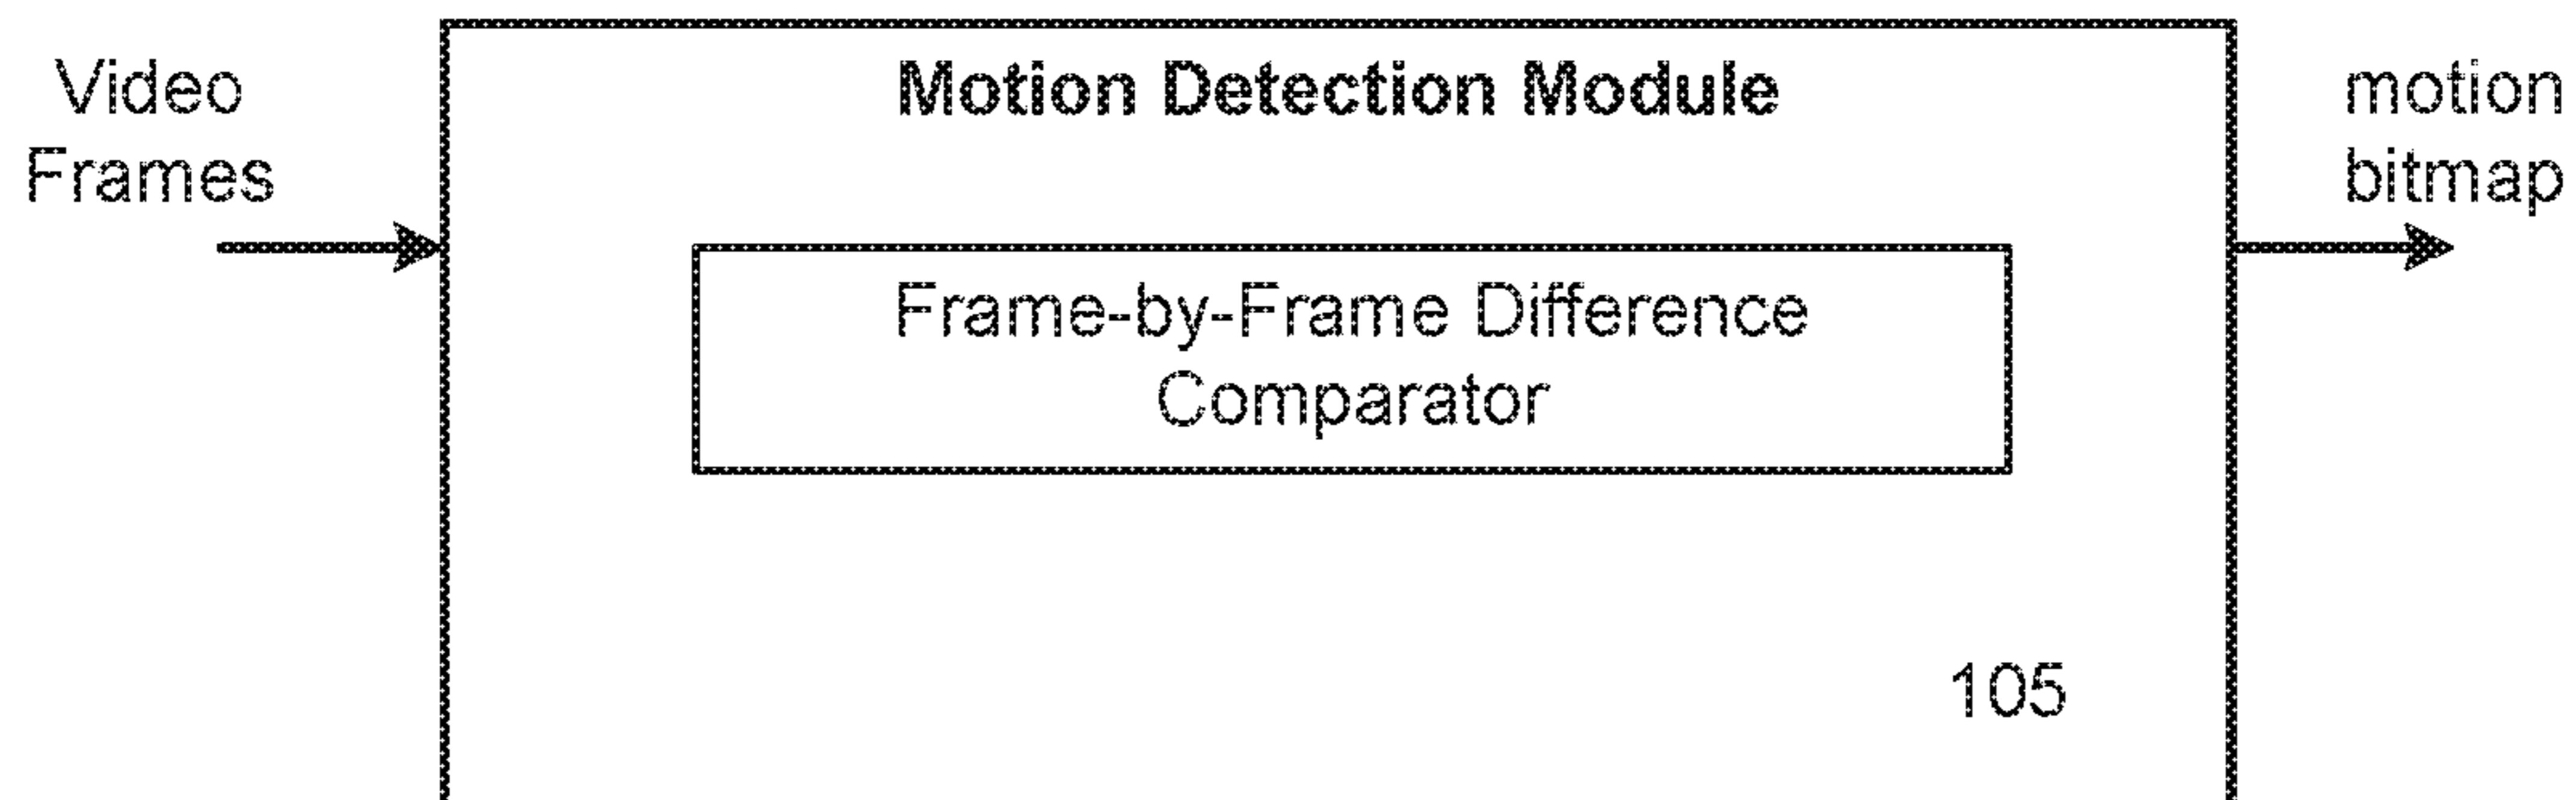 Video
Frames
Motion Detection Module
motion
bitmap
Frame-by-Frame Difference
Comparator
105